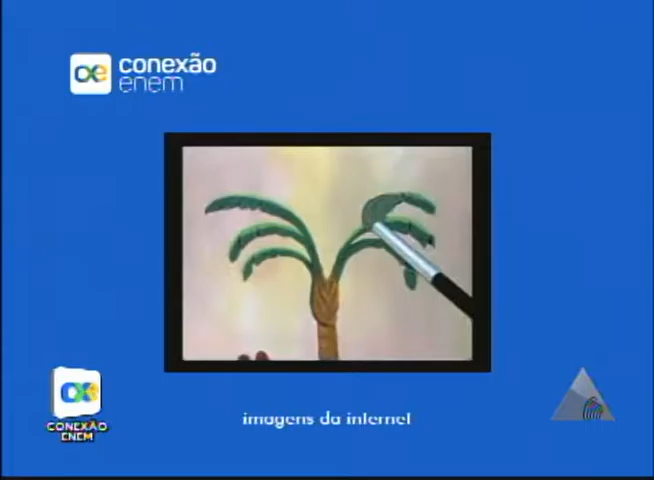 conexão
enem
CONEXÃO
ENEM
imagens da internet